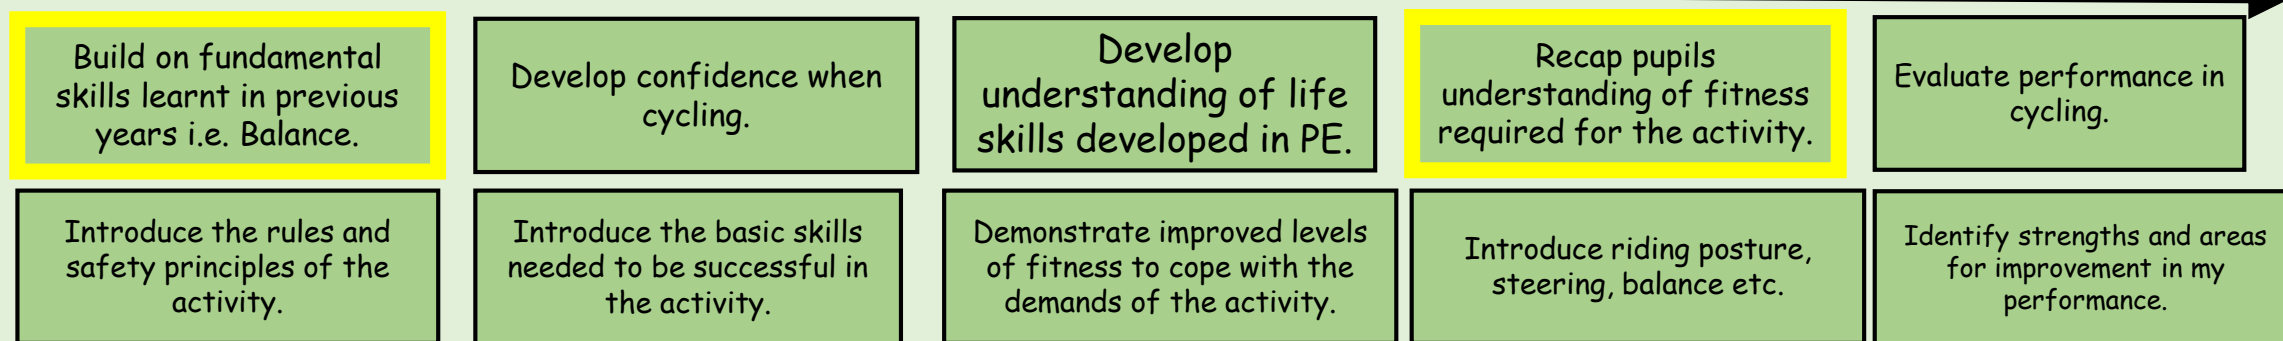 Build on fundamental
skills learnt in previous
years i.e. Balance.
Develop confidence when
cycling.
Develop
understanding of life
skills developed in PE.
Recap pupils
understanding of fitness
required for the activity.
Evaluate performance in
cycling.
Introduce the rules and
safety principles of the
activity.
Introduce the basic skills
needed to be successful in
the activity.
Demonstrate improved levels
of fitness to cope with the
demands of the activity.
Introduce riding posture,
steering, balance etc.
Identify strengths and areas
for improvement in my
performance.